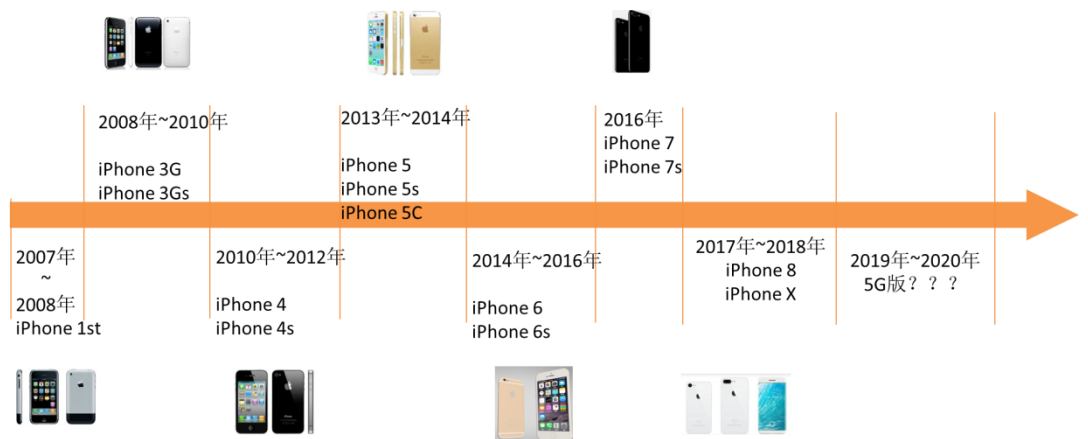 2008年~2010年
iPhone 3G
iPhone 3Gs
2013年~2014年
iPhone 5
iPhone 5s
iPhone 5C
2016年
iPhone 7
iPhone 7s
2007年
~
2008年
iPhone 1st
2010年~2012年
iPhone 4
iPhone 4s
2014年~2016年
iPhone 6
iPhone 6s
2017年~2018年
iPhone 8
iPhone X
2019年~2020年
5G版？？？